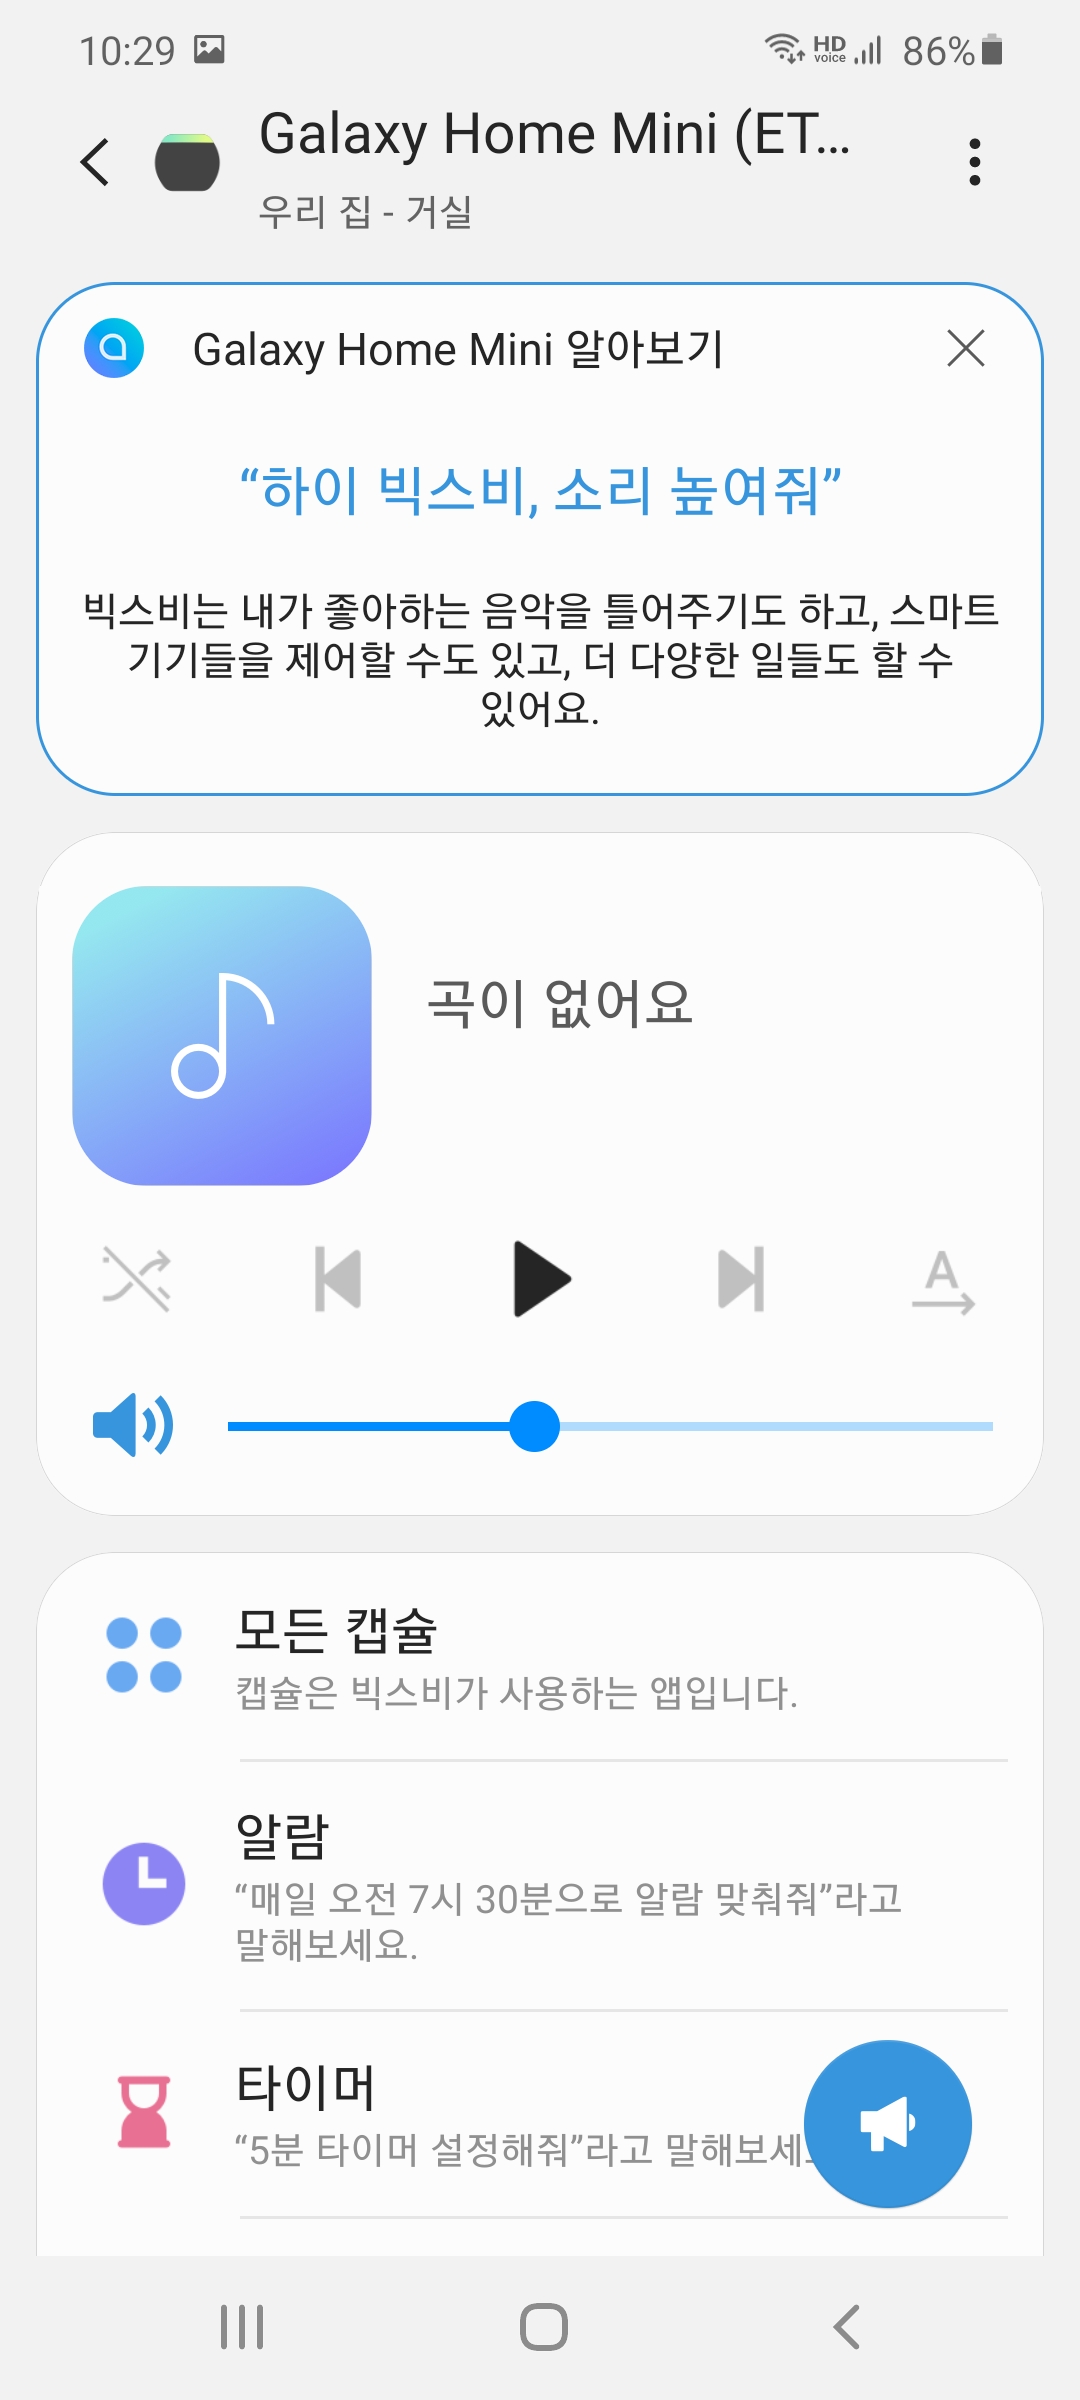 10:29
HD voice 86%
Galaxy Home Mini (ET...
우리 집 - 거실
Galaxy Home Mini 알아보기
“하이 빅스비, 소리 높여줘”
빅스비는 내가 좋아하는 음악을 틀어주기도 하고, 스마트
기기들을 제어할 수도 있고, 더 다양한 일들도 할 수
있어요.
곡이 없어요
A
모든 캡슐
캡슐은 빅스비가 사용하는 앱입니다.
알람
“매일 오전 7시 30분으로 알람 맞춰줘”라고
말해보세요.
타이머
“5분 타이머 설정해줘”라고 말해보세